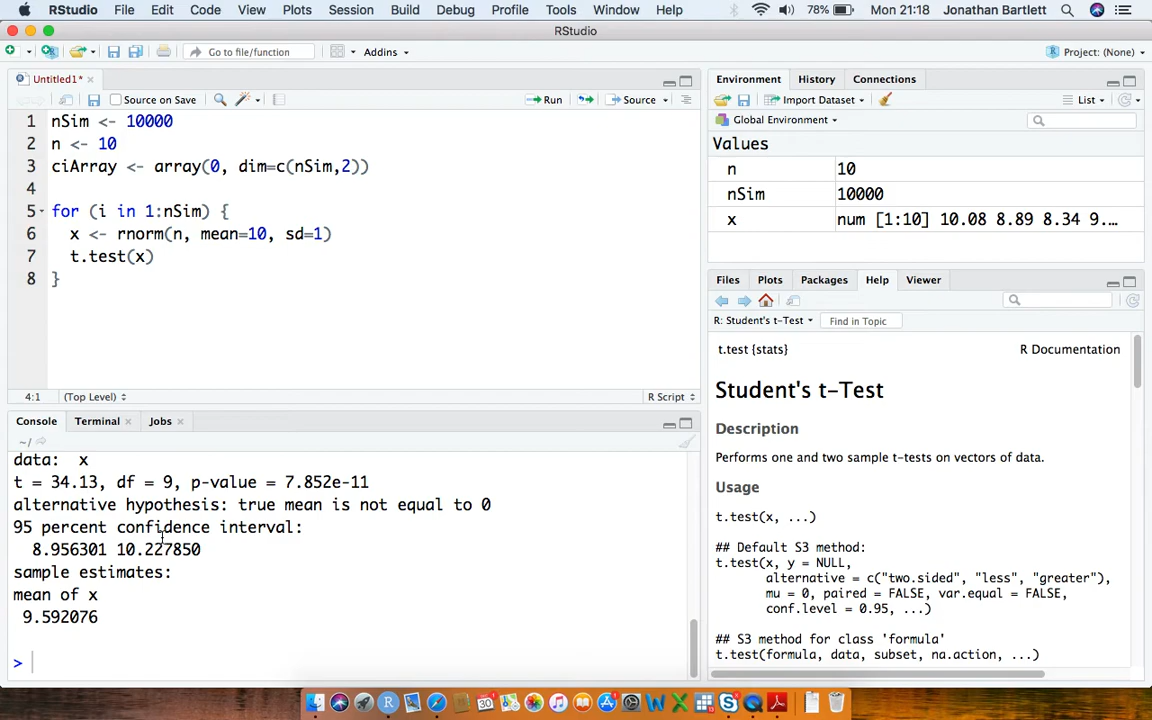 RStudio File Edit Code View Plots Session Build Debug Profile Tools Window Help 78% Mon 21:18 Jonathan Bartlett
RStudio
Go to file/function Addins Project: (None)
Untitled1*
Source on Save Run Source
1 nSim <- 10000
2 n <- 10
3 ciArray <- array(0, dim=c(nSim,2))
4
5 for (i in 1:nSim) {
6 x <- rnorm(n, mean=10, sd=1)
7 t.test(x)
8 }
4:1 (Top Level) R Script
Console Terminal Jobs
~/
data: x
t = 34.13, df = 9, p-value = 7.852e-11
alternative hypothesis: true mean is not equal to 0
95 percent confidence interval:
8.956301 10.227850
sample estimates:
mean of x
9.592076
>
Environment History Connections
Import Dataset List
Global Environment
Values
n 10
nSim 10000
x num [1:10] 10.08 8.89 8.34 9.…
Files Plots Packages Help Viewer
R: Student's t-Test Find in Topic
t.test {stats} R Documentation
Student's t-Test
Description
Performs one and two sample t-tests on vectors of data.
Usage
t.test(x, ...)
## Default S3 method:
t.test(x, y = NULL,
alternative = c("two.sided", "less", "greater"),
mu = 0, paired = FALSE, var.equal = FALSE,
conf.level = 0.95, ...)
## S3 method for class 'formula'
t.test(formula, data, subset, na.action, ...)